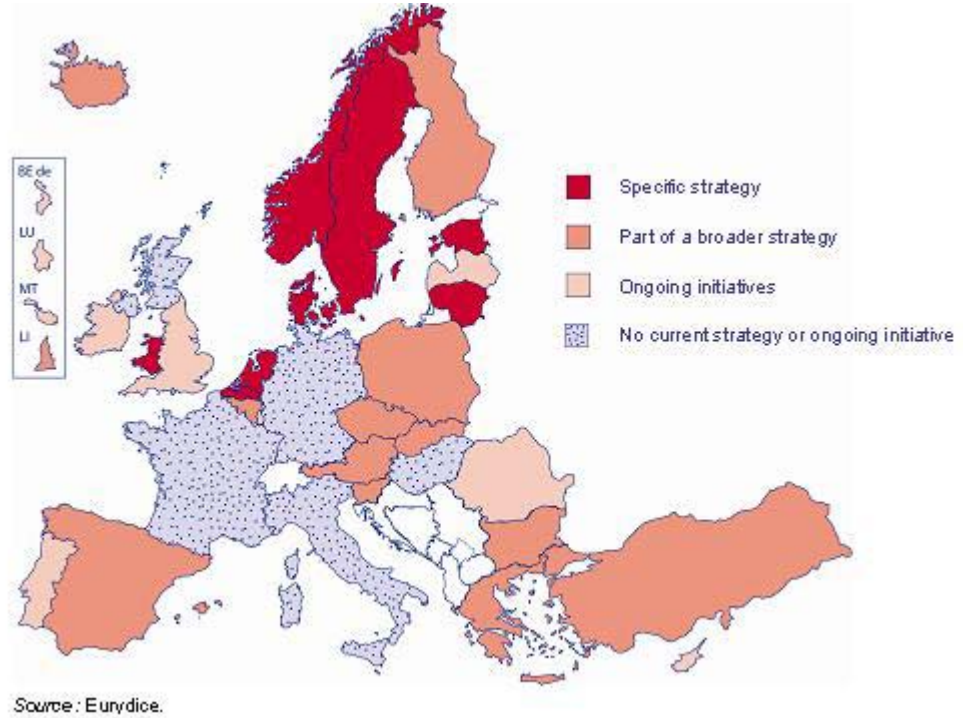 BE de
LU
MT
LI
Specific strategy
Part of a broader strategy
Ongoing initiatives
No current strategy or ongoing initiative
Source: Eurydice.